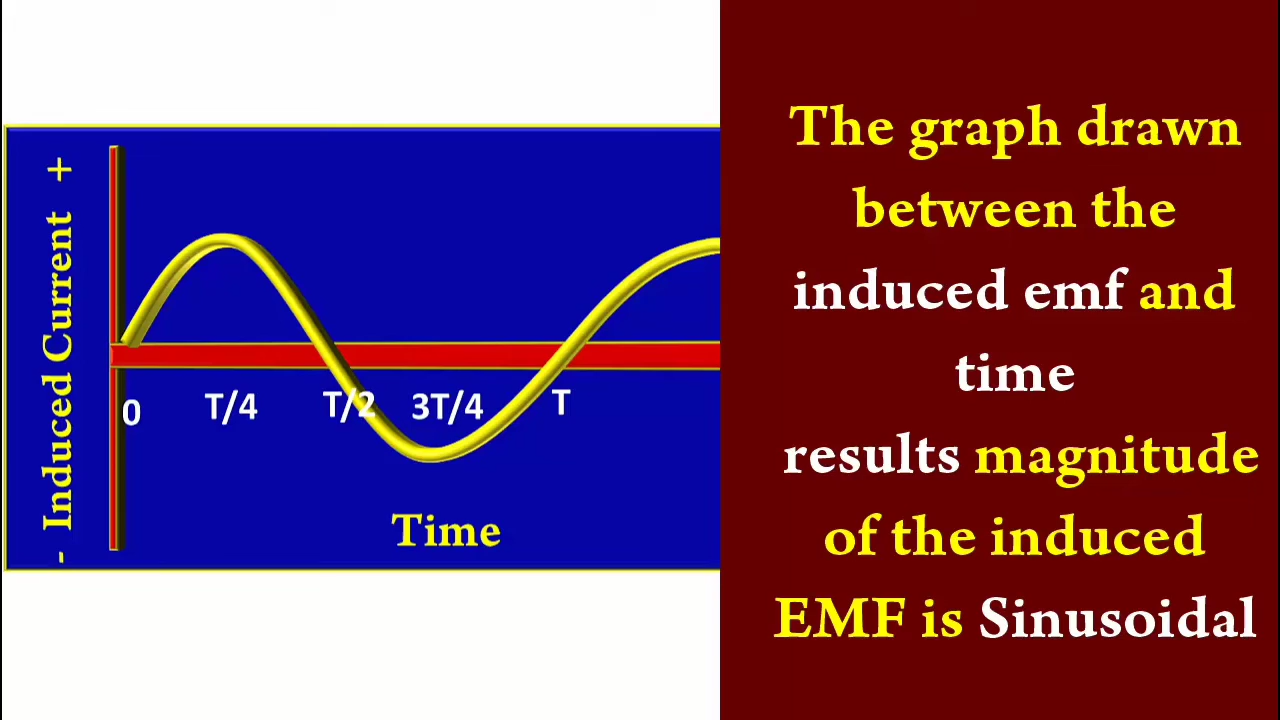 - Induced Current +
0
T/4
T/2
3T/4
T
Time
The graph drawn
between the
induced emf and
time
results magnitude
of the induced
EMF is Sinusoidal